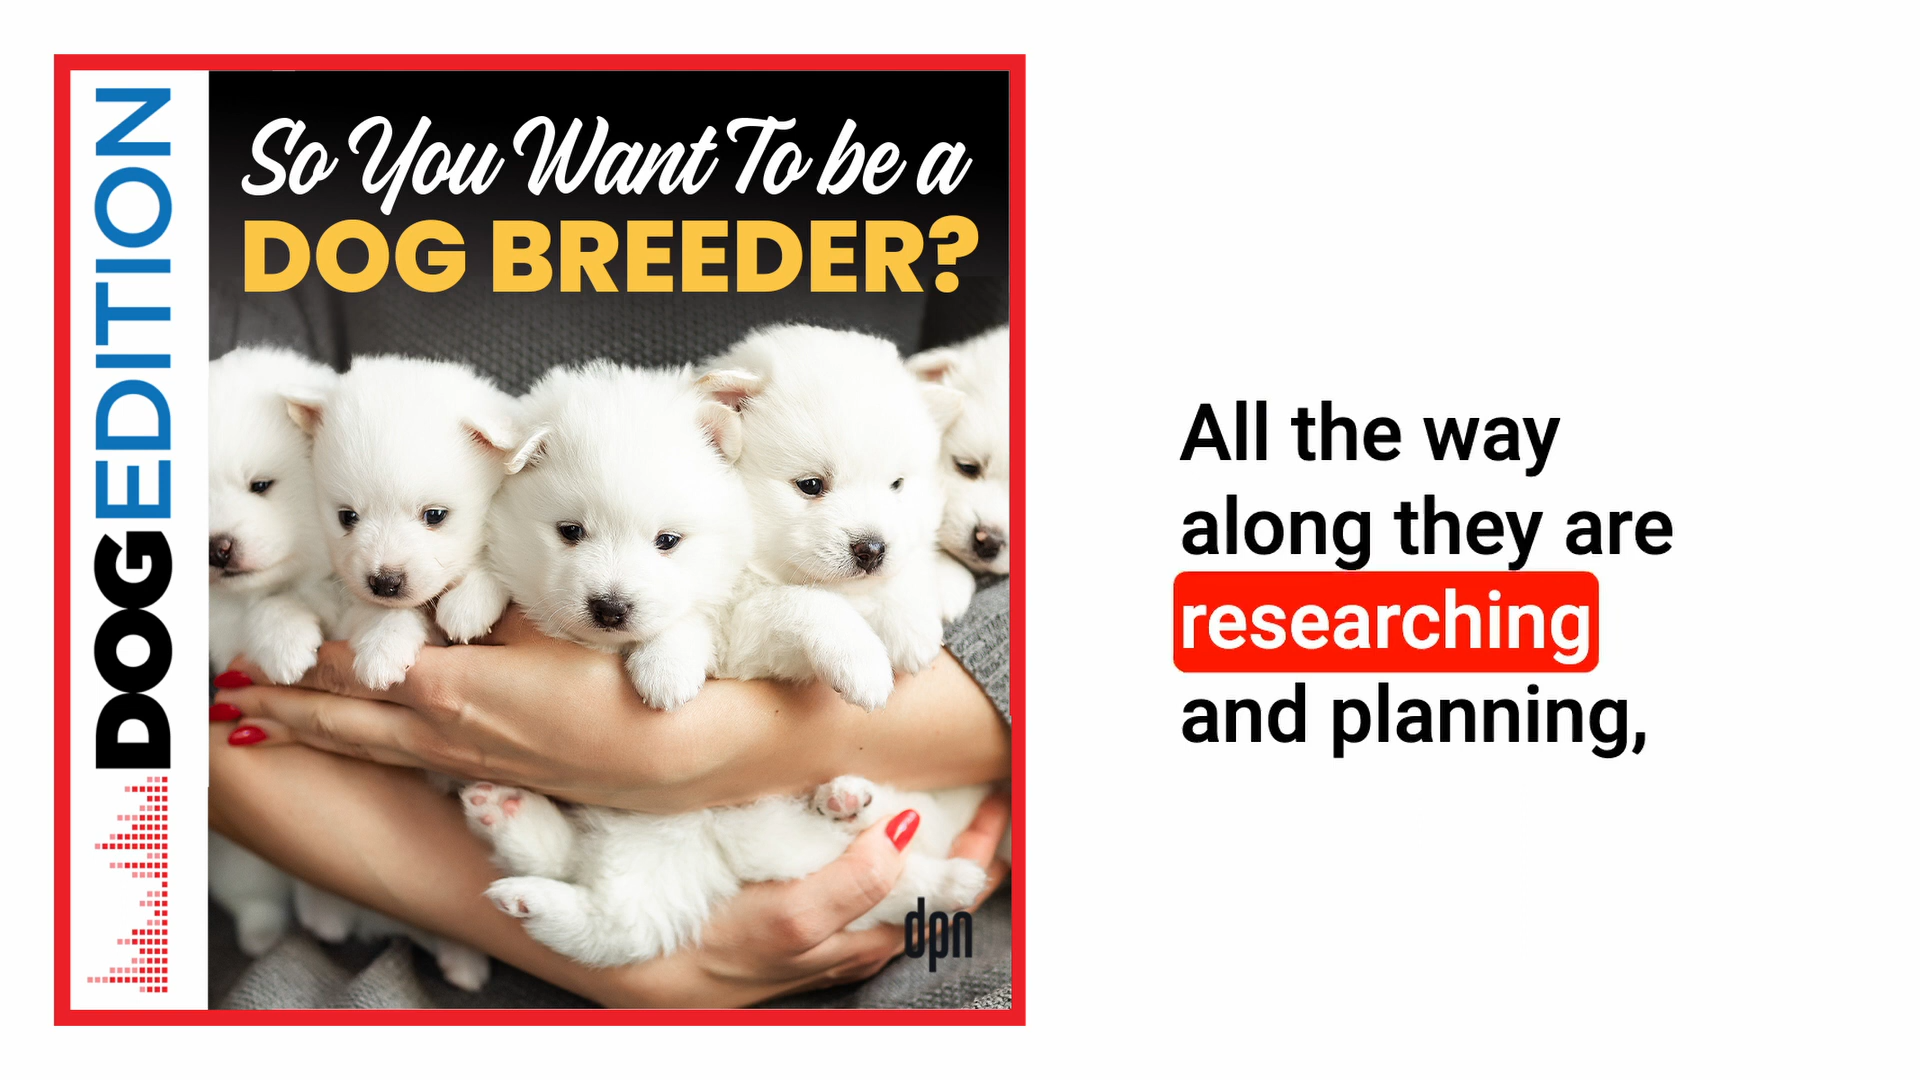 DOGEDITION
So You Want To be a
DOG BREEDER?
dpn
All the way
along they are
researching
and planning,